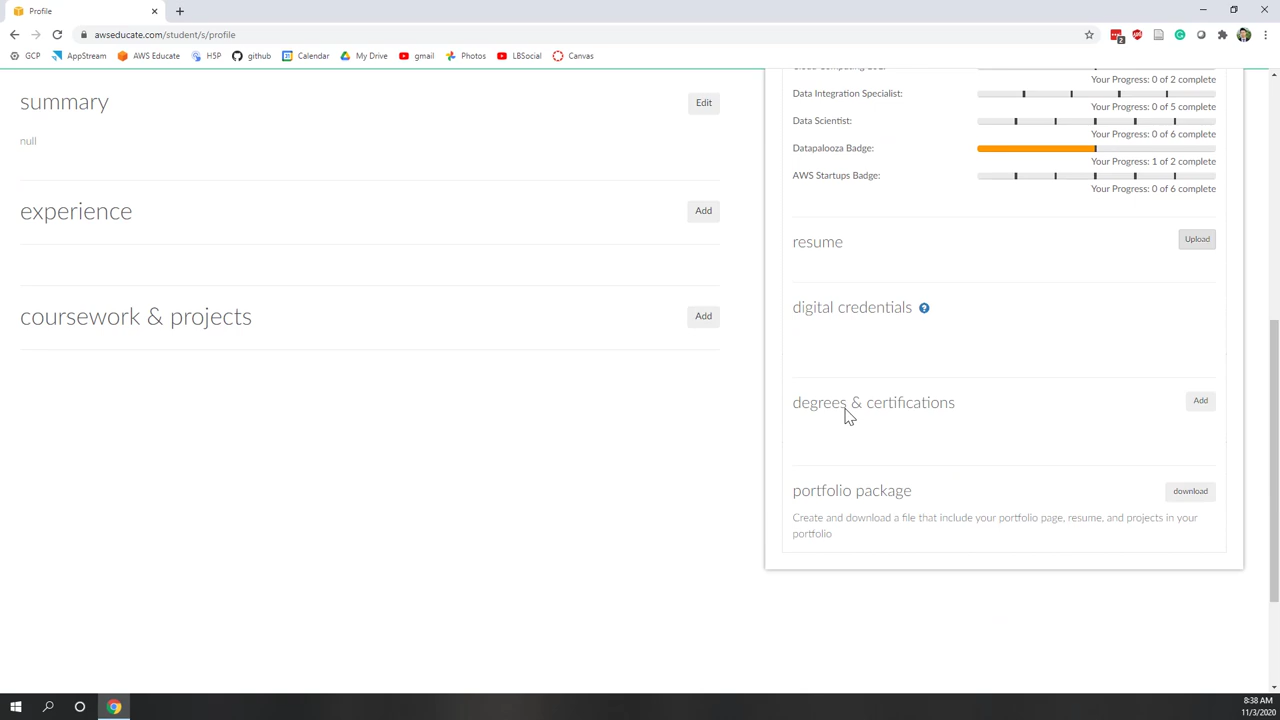 Profile
awseducate.com/student/s/profile
2
GCP AppStream AWS Educate H5P github Calendar My Drive gmail Photos LBSocial Canvas
summary
Edit
null
experience
Add
coursework & projects
Add
Your Progress: 0 of 2 complete
Data Integration Specialist:
Your Progress: 0 of 5 complete
Data Scientist:
Your Progress: 0 of 6 complete
Datapalooza Badge:
Your Progress: 1 of 2 complete
AWS Startups Badge:
Your Progress: 0 of 6 complete
resume
Upload
digital credentials ?
degrees & certifications
Add
portfolio package
download
Create and download a file that include your portfolio page, resume, and projects in your
portfolio
8:38 AM
11/3/2020